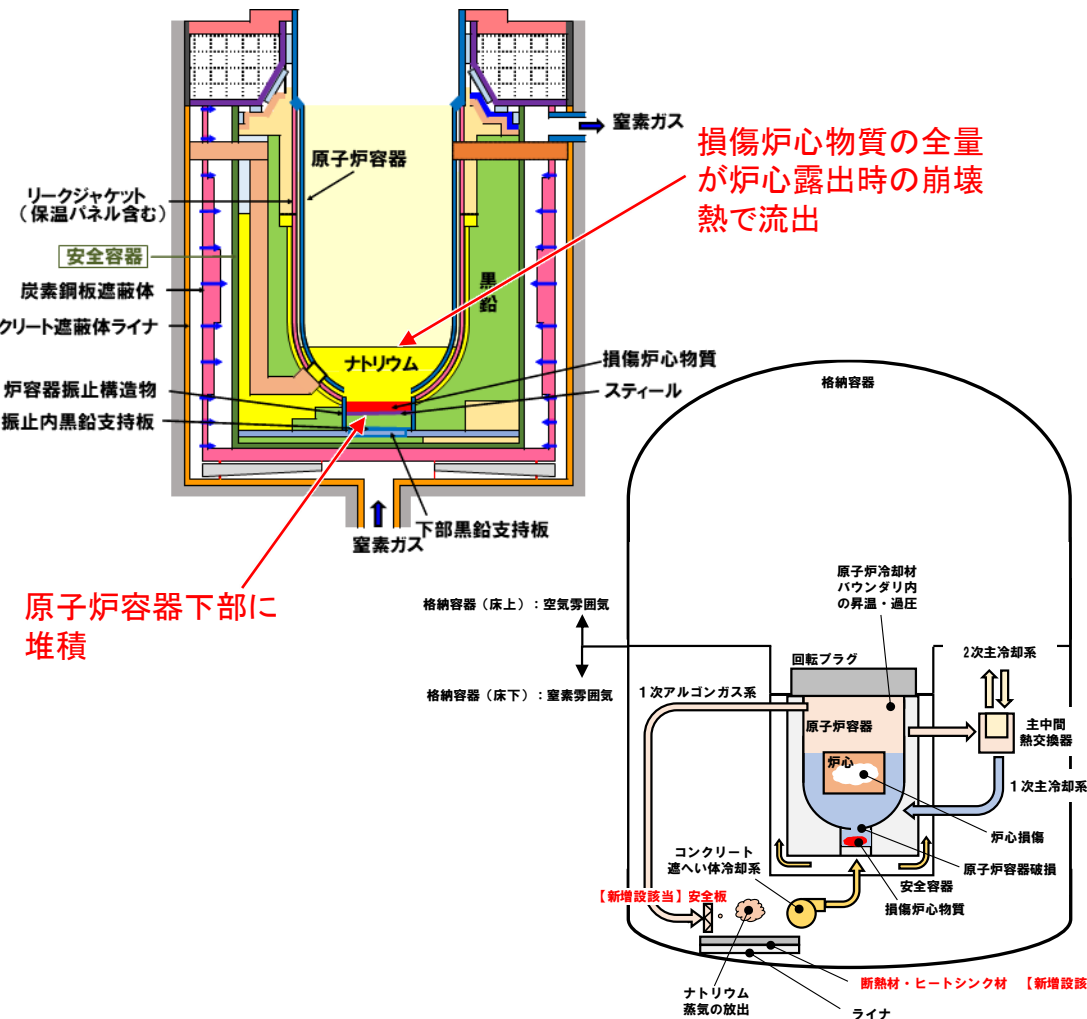 窒素ガス
損傷炉心物質の全量
が炉心露出時の崩壊
熱で流出
原子炉容器
リークジャケット
（保温パネル含む）
安全容器
炭素鋼板遮蔽体
クリート遮蔽体ライナ
黒
鉛
ナトリウム
損傷炉心物質
炉容器振止構造物
スティール
振止内黒鉛支持板
下部黒鉛支持板
窒素ガス
原子炉容器下部に
堆積
格納容器
原子炉冷却材
バウンダリ内
の昇温・過圧
格納容器（床上）：空気雰囲気
格納容器（床下）：窒素雰囲気
回転プラグ
2次主冷却系
１次アルゴンガス系
原子炉容器
主中間
熱交換器
炉心
１次主冷却系
炉心損傷
コンクリート
遮へい体冷却系
原子炉容器破損
安全容器
損傷炉心物質
【新増設該当】安全板
断熱材・ヒートシンク材　【新増設該
ナトリウム
蒸気の放出
ライナ